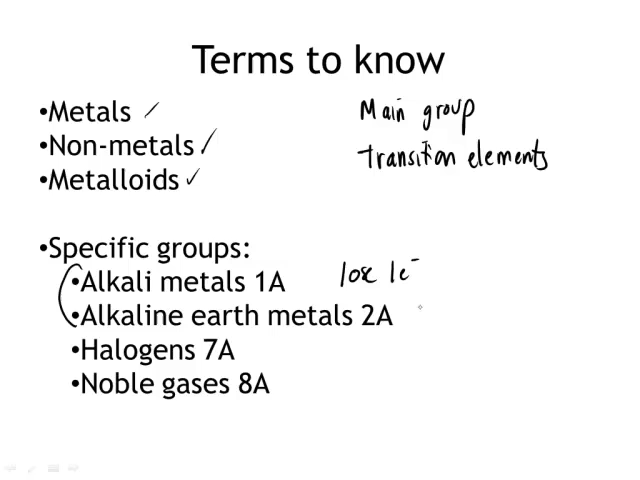 Terms to know
•Metals ✓
•Non-metals ✓
•Metalloids ✓
Main group
Transition elements
•Specific groups:
•Alkali metals 1A lose 1e⁻
•Alkaline earth metals 2A
•Halogens 7A
•Noble gases 8A